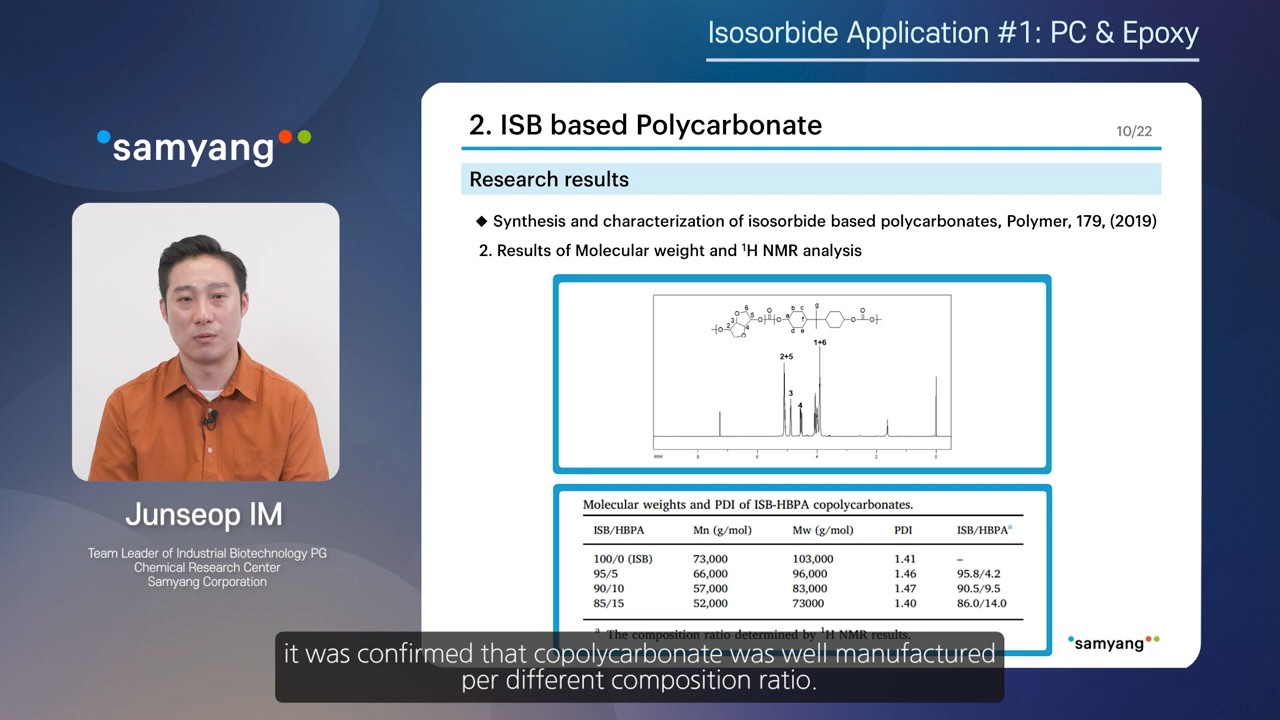 Isosorbide Application #1: PC & Epoxy
samyang
2. ISB based Polycarbonate
10/22
Research results
◆ Synthesis and characterization of isosorbide based polycarbonates, Polymer, 179, (2019)
2. Results of Molecular weight and ¹H NMR analysis
2+5
1+6
3
4
PPM 8 6 4 2 0
Molecular weights and PDI of ISB-HBPA copolycarbonates.
ISB/HBPA Mn (g/mol) Mw (g/mol) PDI ISB/HBPAᵃ
100/0 (ISB) 73,000 103,000 1.41 –
95/5 66,000 96,000 1.46 95.8/4.2
90/10 57,000 83,000 1.47 90.5/9.5
85/15 52,000 73000 1.40 86.0/14.0
ᵃ The composition ratio determined by ¹H NMR results.
samyang
Junseop IM
Team Leader of Industrial Biotechnology PG
Chemical Research Center
Samyang Corporation
it was confirmed that copolycarbonate was well manufactured
per different composition ratio.